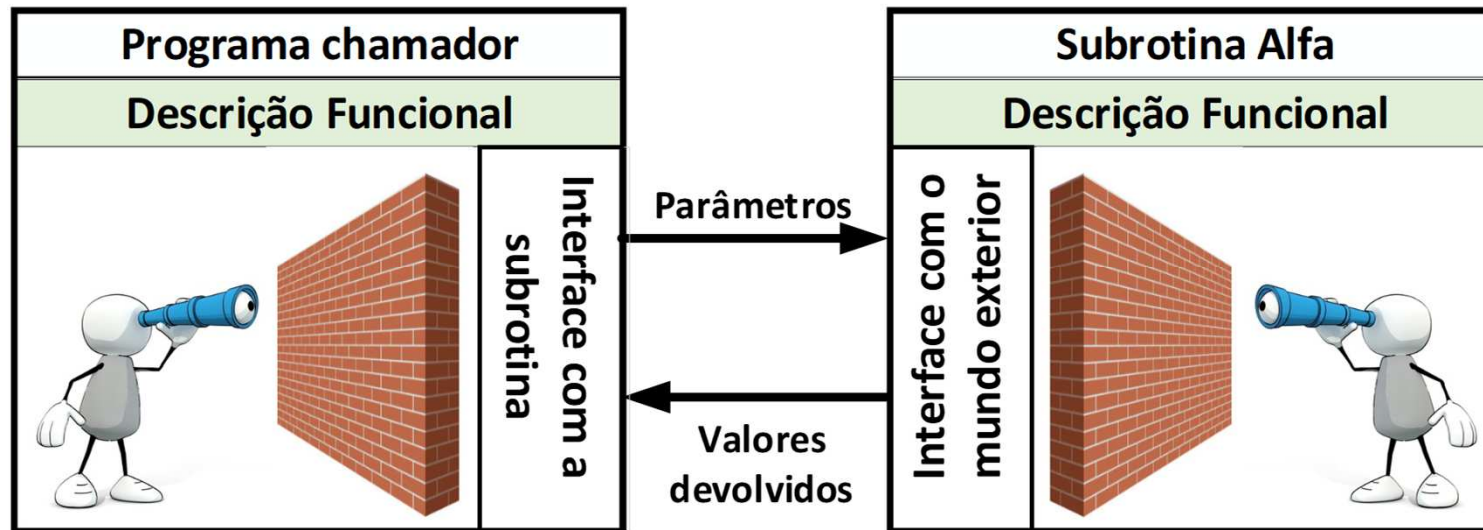 Programa chamador
Descrição Funcional
Interface com a
subrotina
Parâmetros
Valores
devolvidos
Subrotina Alfa
Descrição Funcional
Interface com o
mundo exterior